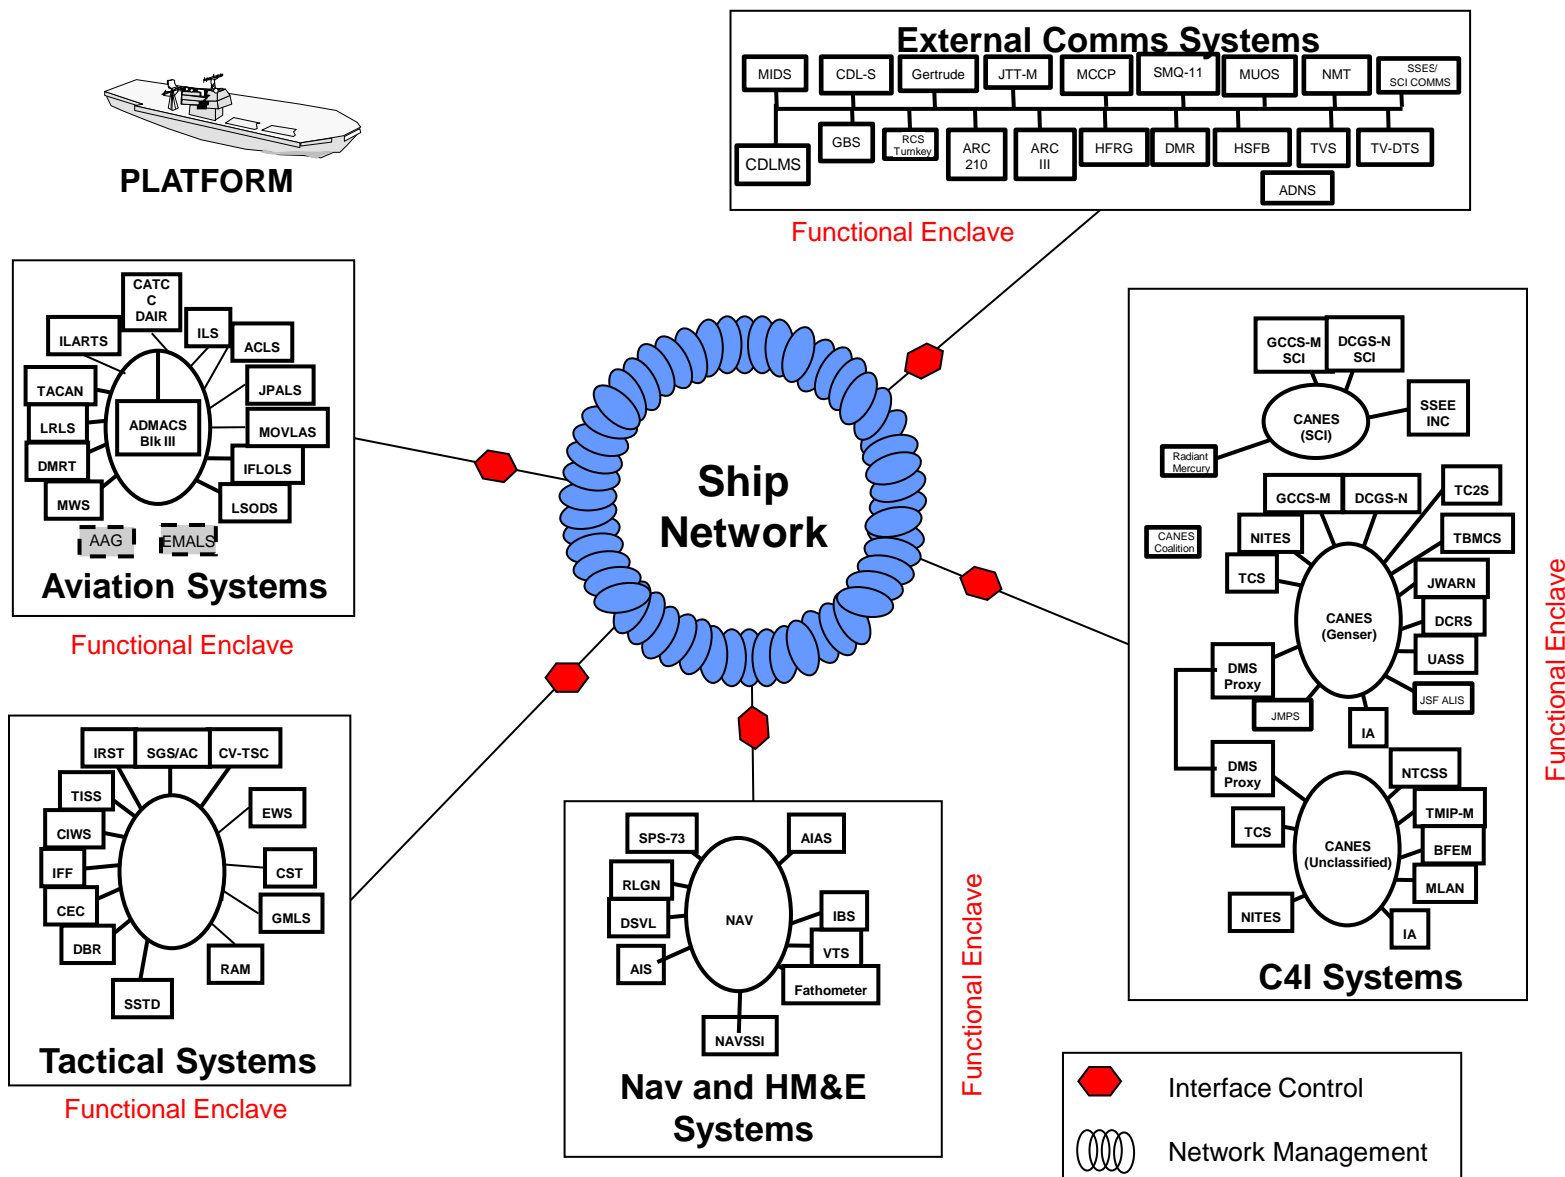 External Comms Systems
MIDS
CDL-S
Gertrude
JTT-M
MCCP
SMQ-11
MUOS
NMT
SSES/
SCI COMMS
CDLMS
GBS
RCS
Turnkey
ARC
210
ARC
III
HFRG
DMR
HSFB
TVS
TV-DTS
ADNS
Functional Enclave
PLATFORM
CATC
C
DAIR
ILARTS
ILS
ACLS
TACAN
JPALS
LRLS
ADMACS
Blk III
MOVLAS
DMRT
IFLOLS
MWS
LSODS
AAG
EMALS
Aviation Systems
Functional Enclave
Ship
Network
GCCS-M
SCI
DCGS-N
SCI
CANES
(SCI)
SSEE
INC
Radiant
Mercury
GCCS-M
DCGS-N
TC2S
CANES
Coalition
NITES
TBMCS
TCS
JWARN
CANES
(Genser)
DCRS
UASS
DMS
Proxy
JSF ALIS
JMPS
IA
DMS
Proxy
NTCSS
TMIP-M
TCS
CANES
(Unclassified)
BFEM
MLAN
NITES
IA
C4I Systems
Functional Enclave
IRST
SGS/AC
CV-TSC
TISS
EWS
CIWS
IFF
CST
CEC
GMLS
DBR
RAM
SSTD
Tactical Systems
Functional Enclave
SPS-73
AIAS
RLGN
DSVL
NAV
IBS
VTS
AIS
Fathometer
NAVSSI
Nav and HM&E
Systems
Functional Enclave
Interface Control
Network Management